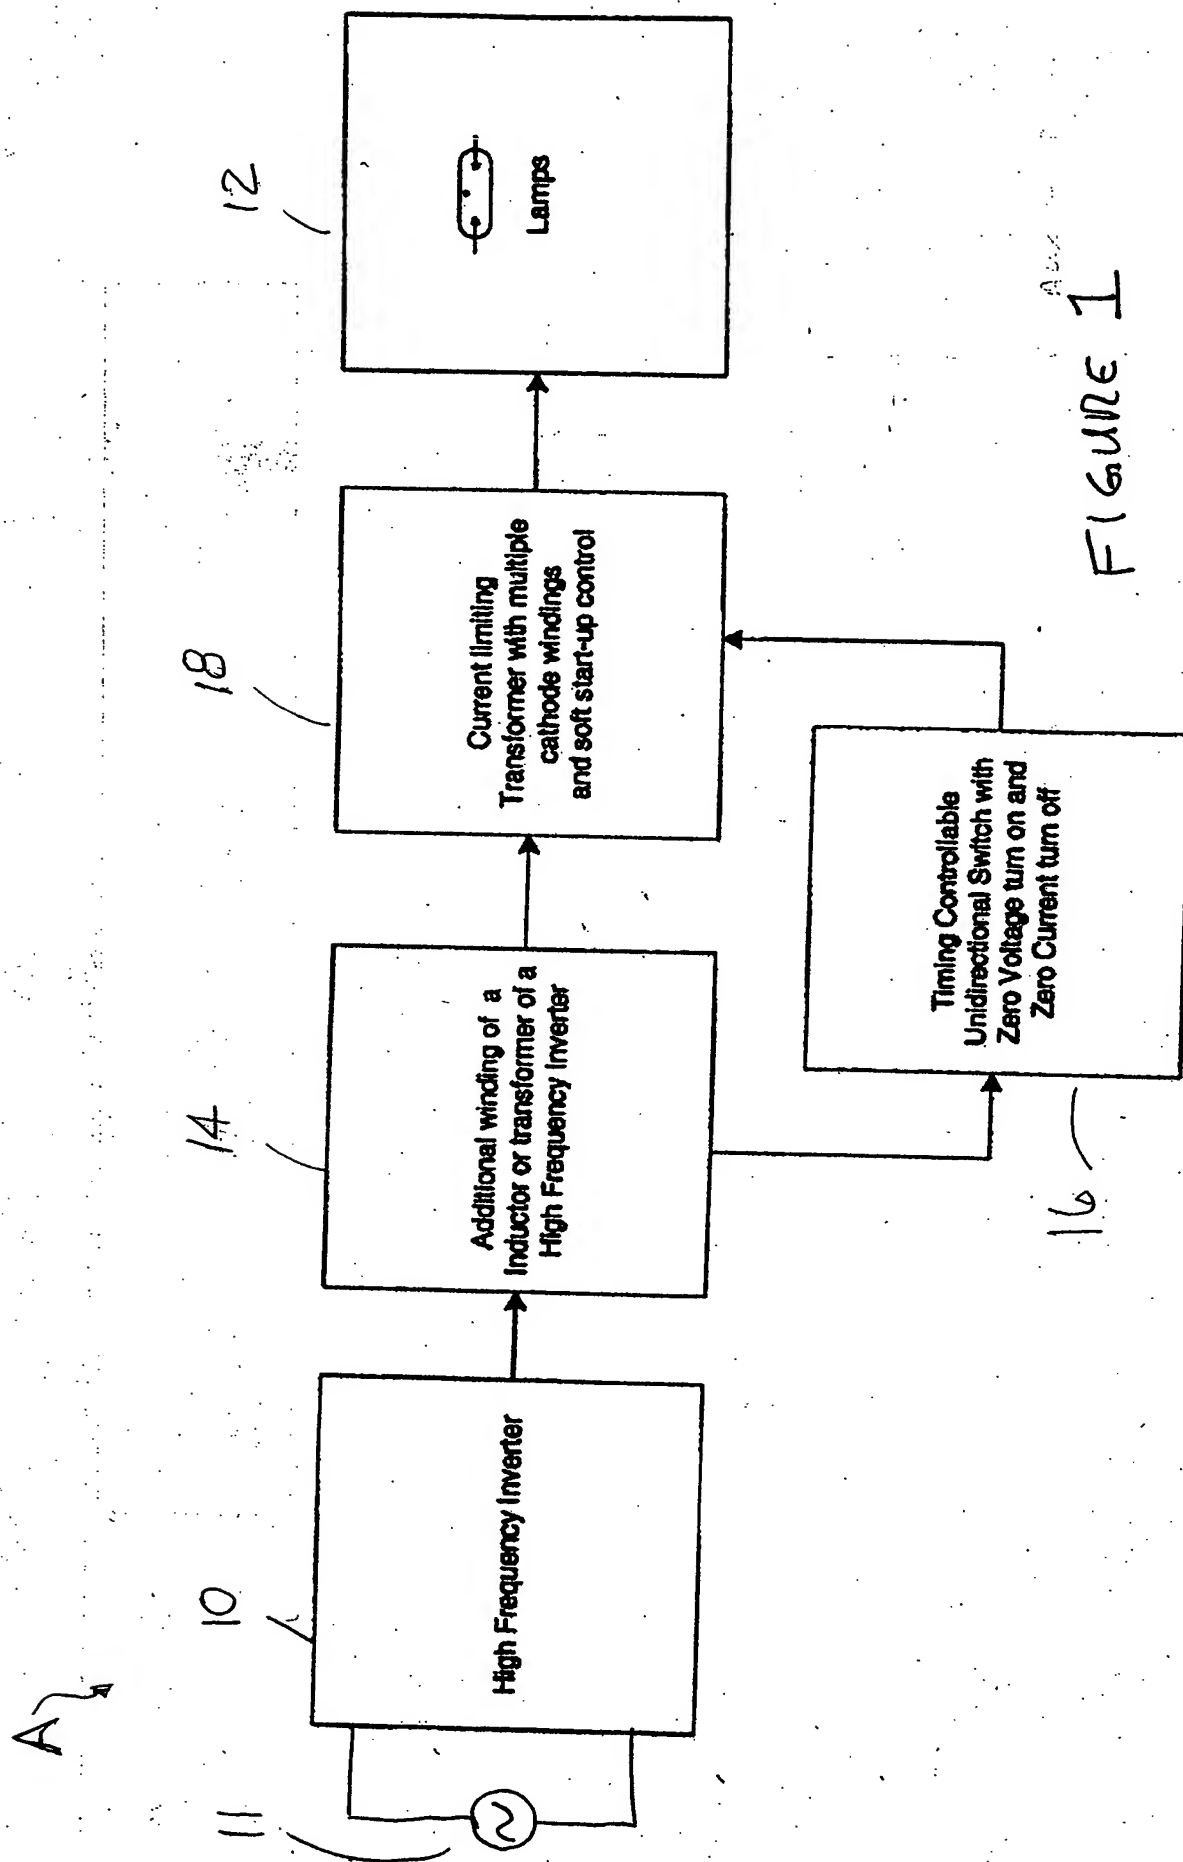 A
11
10
High Frequency Inverter
14
Additional winding of a
Inductor or transformer of a
High Frequency Inverter
18
Current limiting
Transformer with multiple
cathode windings
and soft start-up control
12
Lamps
16
Timing Controllable
Unidirectional Switch with
Zero Voltage turn on and
Zero Current turn off
FIGURE 1